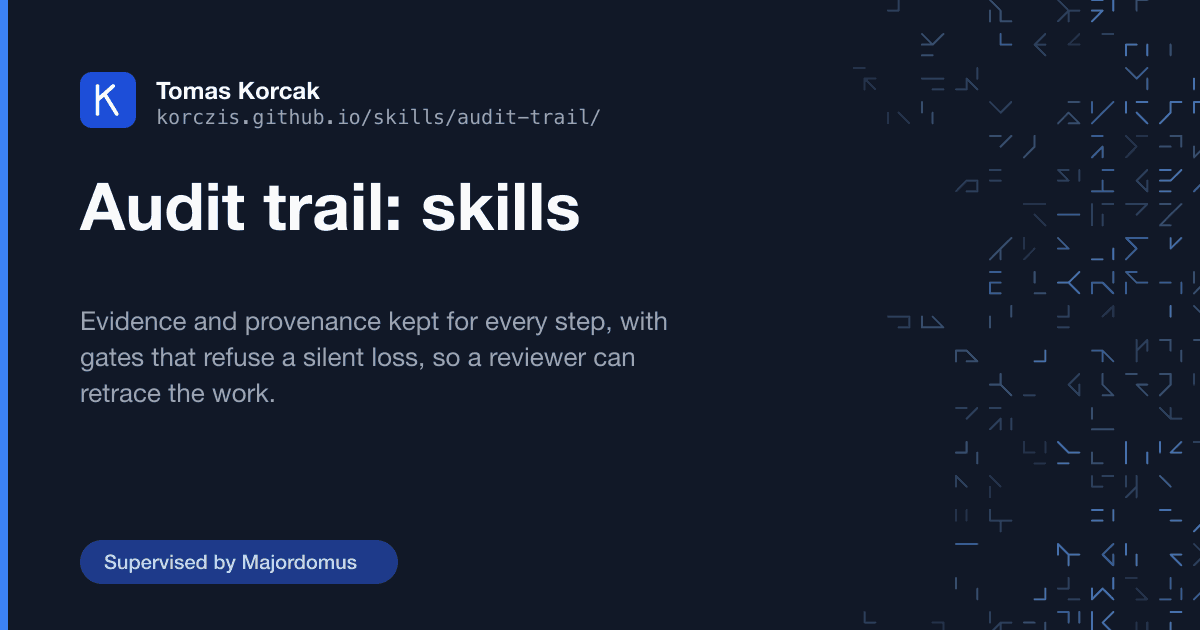 K
Tomas Korcak
korczis.github.io/skills/audit-trail/
Audit trail: skills
Evidence and provenance kept for every step, with
gates that refuse a silent loss, so a reviewer can
retrace the work.
Supervised by Majordomus